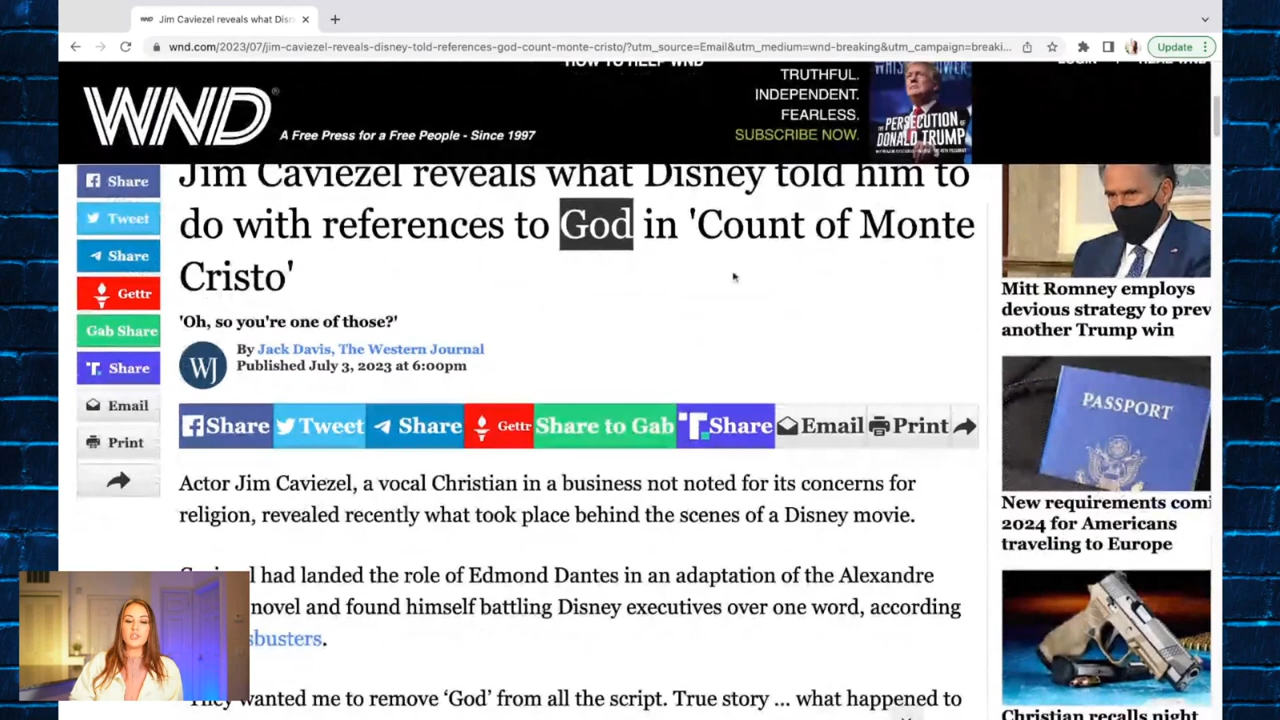 WND Jim Caviezel reveals what Disn
wnd.com/2023/07/jim-caviezel-reveals-disney-told-references-god-count-monte-cristo/?utm_source=Email&utm_medium=wnd-breaking&utm_campaign=breaki...
Update
HOW TO HELP WND
WND®
A Free Press for a Free People - Since 1997
TRUTHFUL.
INDEPENDENT.
FEARLESS.
SUBSCRIBE NOW.
PERSECUTION
DONALD TRUMP
Share
Tweet
Share
Gettr
Gab Share
Share
Email
Print
Jim Caviezel reveals what Disney told him to
do with references to God in 'Count of Monte
Cristo'
'Oh, so you're one of those?'
WJ
By Jack Davis, The Western Journal
Published July 3, 2023 at 6:00pm
Share Tweet Share Gettr Share to Gab Share Email Print
Actor Jim Caviezel, a vocal Christian in a business not noted for its concerns for
religion, revealed recently what took place behind the scenes of a Disney movie.
had landed the role of Edmond Dantes in an adaptation of the Alexandre
novel and found himself battling Disney executives over one word, according
sbusters.
wanted me to remove 'God' from all the script. True story ... what happened to
Mitt Romney employs
devious strategy to prev
another Trump win
PASSPORT
New requirements comi
2024 for Americans
traveling to Europe
Christian recalls night